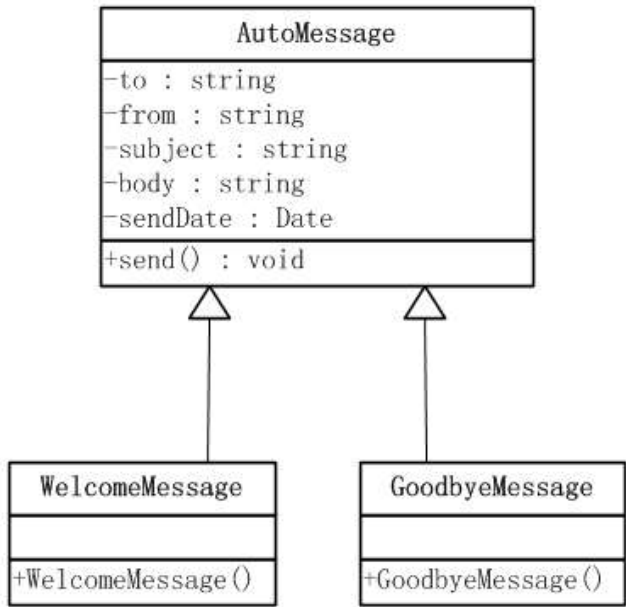 AutoMessage
-to : string
-from : string
-subject : string
-body : string
-sendDate : Date
+send() : void
WelcomeMessage
+WelcomeMessage()
GoodbyeMessage
+GoodbyeMessage()